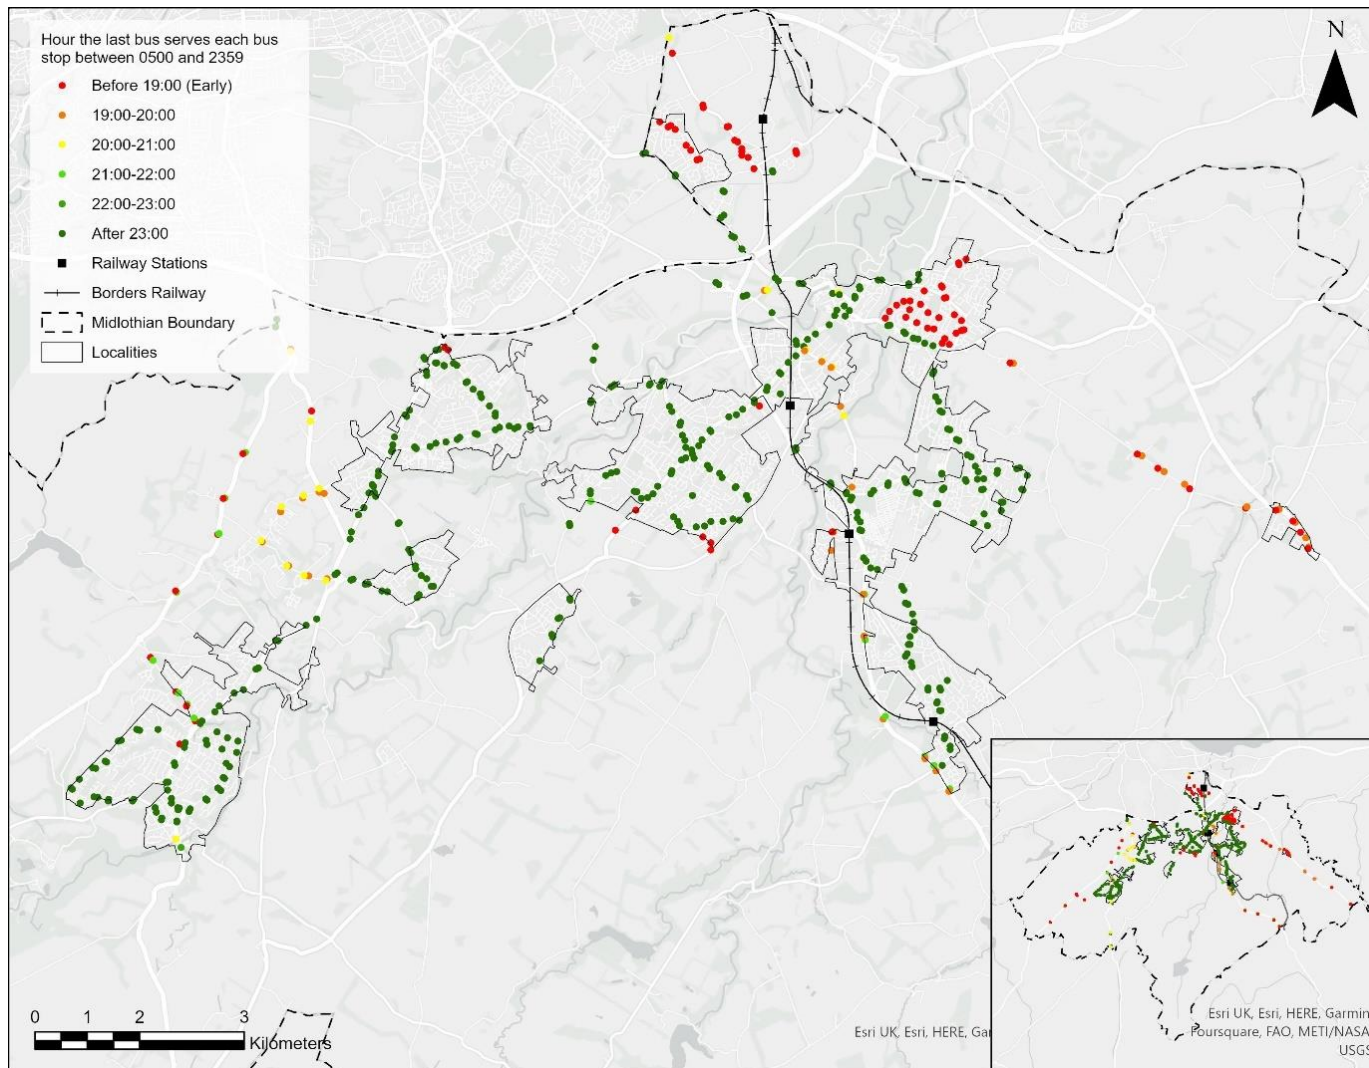 Hour the last bus serves each bus
stop between 0500 and 2359
Before 19:00 (Early)
19:00-20:00
20:00-21:00
21:00-22:00
22:00-23:00
After 23:00
Railway Stations
Borders Railway
Midlothian Boundary
Localities
N
0 1 2 3
Kilometers
Esri UK, Esri, HERE, Gar
Esri UK, Esri, HERE, Garmin
Foursquare, FAO, METI/NASA
USGS